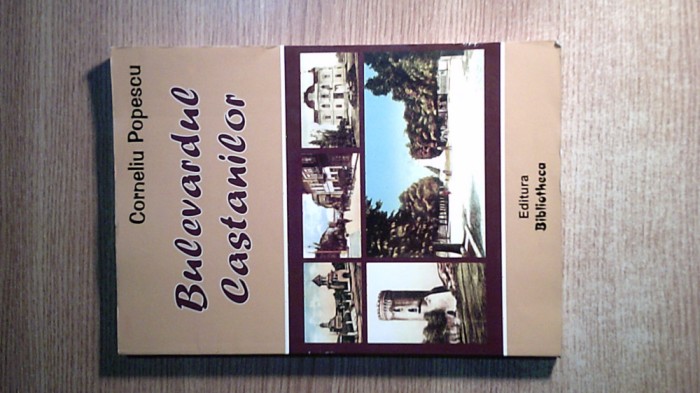 Corneliu Popescu
Bulevardul
Castanilor
Editura
Bibliotheca